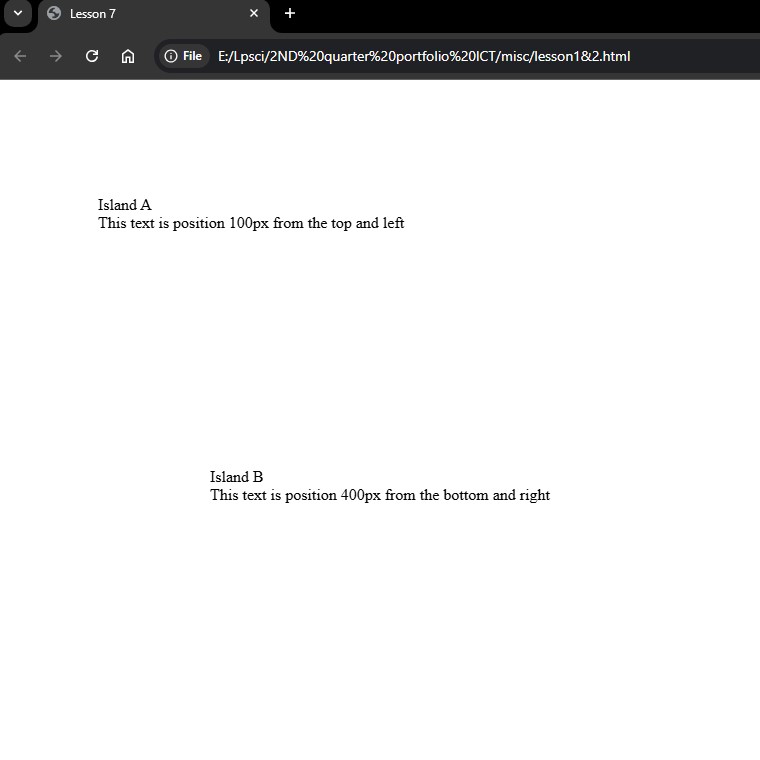 Lesson 7
File E:/Lpsci/2ND%20quarter%20portfolio%20ICT/misc/lesson1&2.html
Island A
This text is position 100px from the top and left
Island B
This text is position 400px from the bottom and right